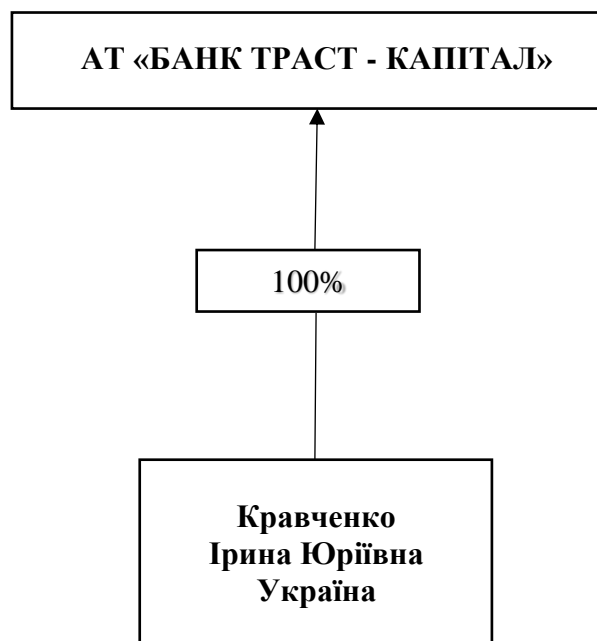 АТ «БАНК ТРАСТ - КАПІТАЛ»
100%
Кравченко
Ірина Юріївна
Україна